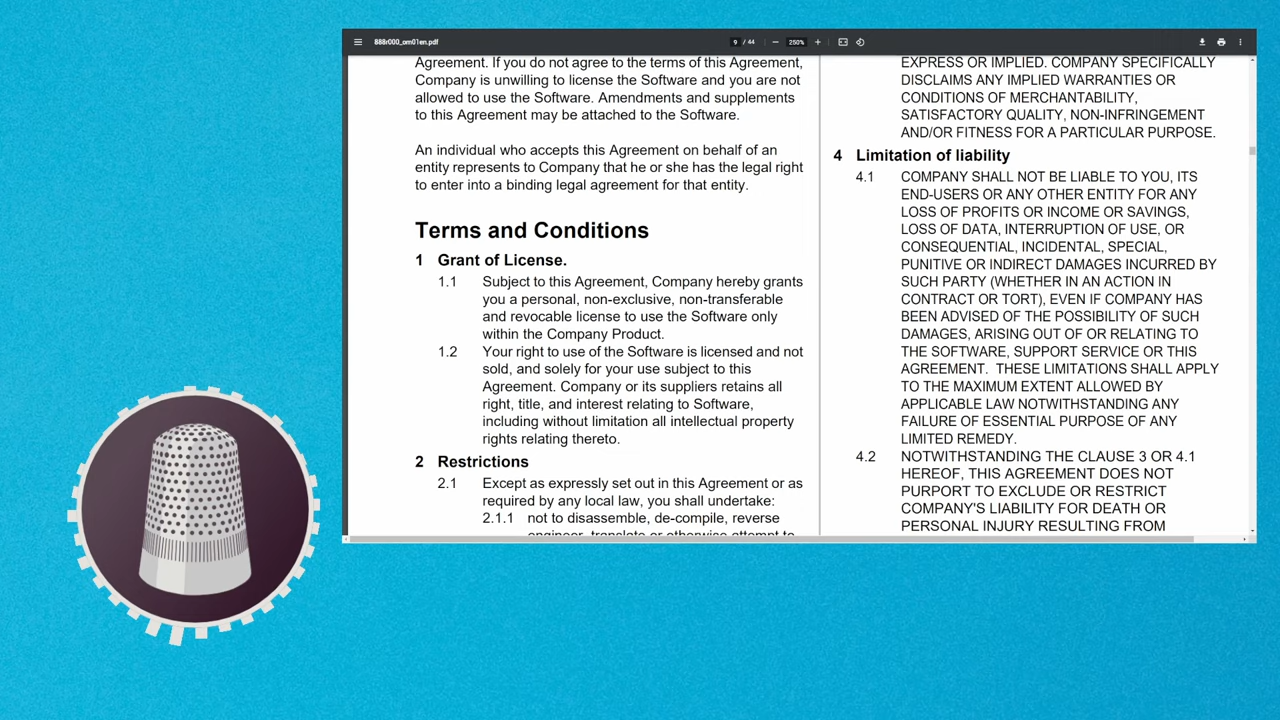 888r000_om01en.pdf
9 / 44
250%
Agreement. If you do not agree to the terms of this Agreement,
Company is unwilling to license the Software and you are not
allowed to use the Software. Amendments and supplements
to this Agreement may be attached to the Software.
An individual who accepts this Agreement on behalf of an
entity represents to Company that he or she has the legal right
to enter into a binding legal agreement for that entity.
Terms and Conditions
1 Grant of License.
1.1 Subject to this Agreement, Company hereby grants
you a personal, non-exclusive, non-transferable
and revocable license to use the Software only
within the Company Product.
1.2 Your right to use of the Software is licensed and not
sold, and solely for your use subject to this
Agreement. Company or its suppliers retains all
right, title, and interest relating to Software,
including without limitation all intellectual property
rights relating thereto.
2 Restrictions
2.1 Except as expressly set out in this Agreement or as
required by any local law, you shall undertake:
2.1.1 not to disassemble, de-compile, reverse
engineer, translate or otherwise attempt to
EXPRESS OR IMPLIED. COMPANY SPECIFICALLY
DISCLAIMS ANY IMPLIED WARRANTIES OR
CONDITIONS OF MERCHANTABILITY,
SATISFACTORY QUALITY, NON-INFRINGEMENT
AND/OR FITNESS FOR A PARTICULAR PURPOSE.
4 Limitation of liability
4.1 COMPANY SHALL NOT BE LIABLE TO YOU, ITS
END-USERS OR ANY OTHER ENTITY FOR ANY
LOSS OF PROFITS OR INCOME OR SAVINGS,
LOSS OF DATA, INTERRUPTION OF USE, OR
CONSEQUENTIAL, INCIDENTAL, SPECIAL,
PUNITIVE OR INDIRECT DAMAGES INCURRED BY
SUCH PARTY (WHETHER IN AN ACTION IN
CONTRACT OR TORT), EVEN IF COMPANY HAS
BEEN ADVISED OF THE POSSIBILITY OF SUCH
DAMAGES, ARISING OUT OF OR RELATING TO
THE SOFTWARE, SUPPORT SERVICE OR THIS
AGREEMENT.  THESE LIMITATIONS SHALL APPLY
TO THE MAXIMUM EXTENT ALLOWED BY
APPLICABLE LAW NOTWITHSTANDING ANY
FAILURE OF ESSENTIAL PURPOSE OF ANY
LIMITED REMEDY.
4.2 NOTWITHSTANDING THE CLAUSE 3 OR 4.1
HEREOF, THIS AGREEMENT DOES NOT
PURPORT TO EXCLUDE OR RESTRICT
COMPANY'S LIABILITY FOR DEATH OR
PERSONAL INJURY RESULTING FROM